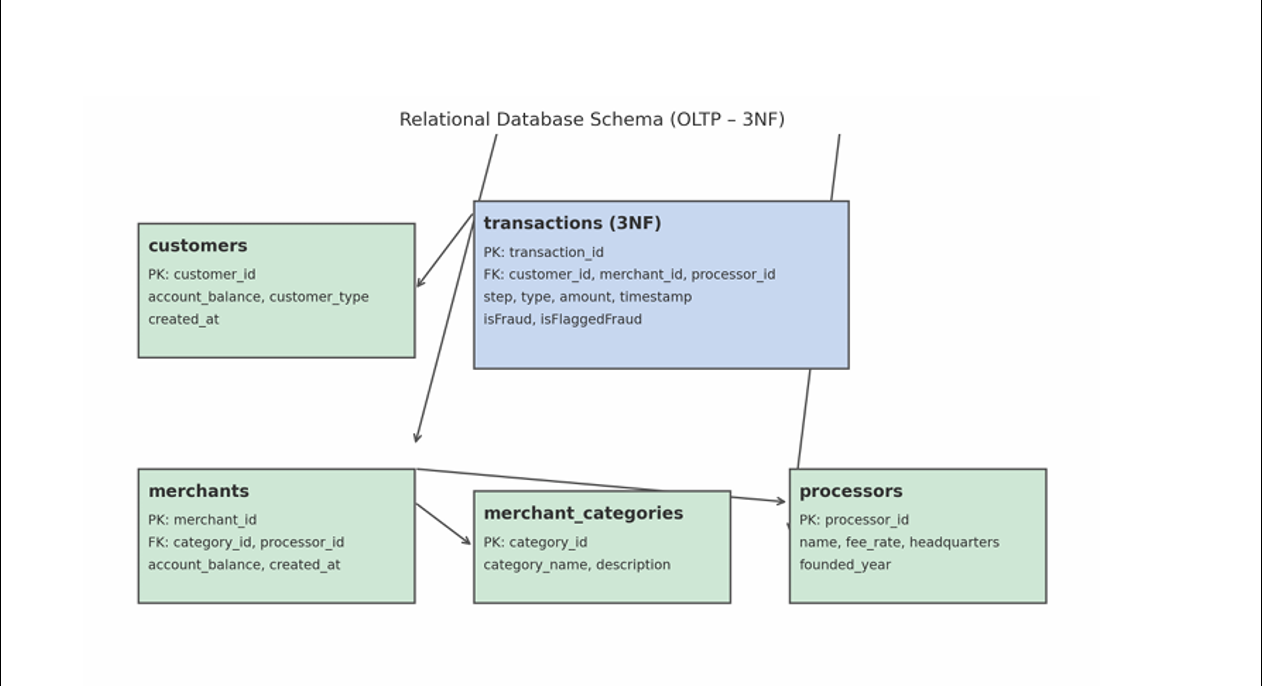 Relational Database Schema (OLTP – 3NF)
customers
PK: customer_id
account_balance, customer_type
created_at
transactions (3NF)
PK: transaction_id
FK: customer_id, merchant_id, processor_id
step, type, amount, timestamp
isFraud, isFlaggedFraud
merchants
PK: merchant_id
FK: category_id, processor_id
account_balance, created_at
merchant_categories
PK: category_id
category_name, description
processors
PK: processor_id
name, fee_rate, headquarters
founded_year